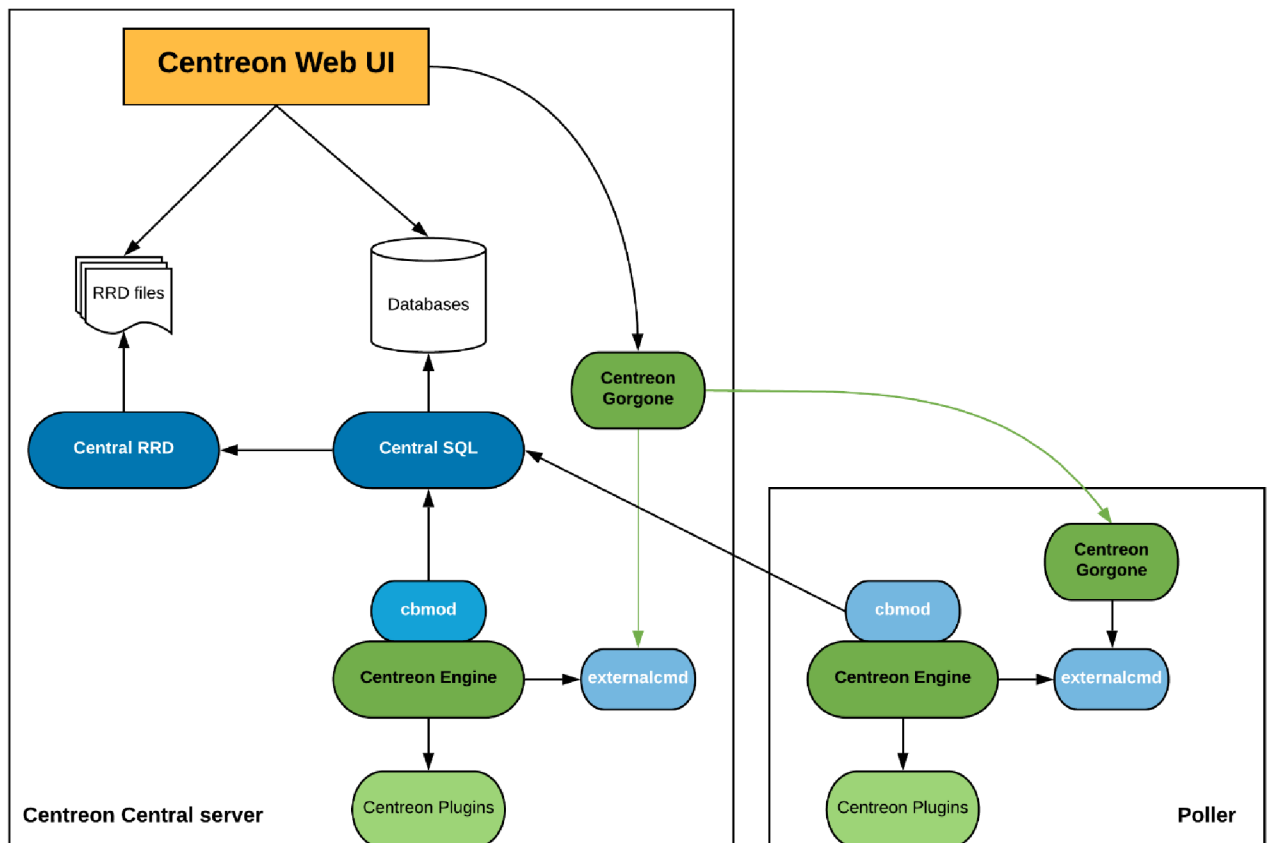 Centreon Web UI
RRD files
Databases
Centreon
Gorgone
Central RRD
Central SQL
Centreon
Gorgone
cbmod
cbmod
Centreon Engine
externalcmd
Centreon Engine
externalcmd
Centreon Plugins
Centreon Plugins
Centreon Central server
Poller